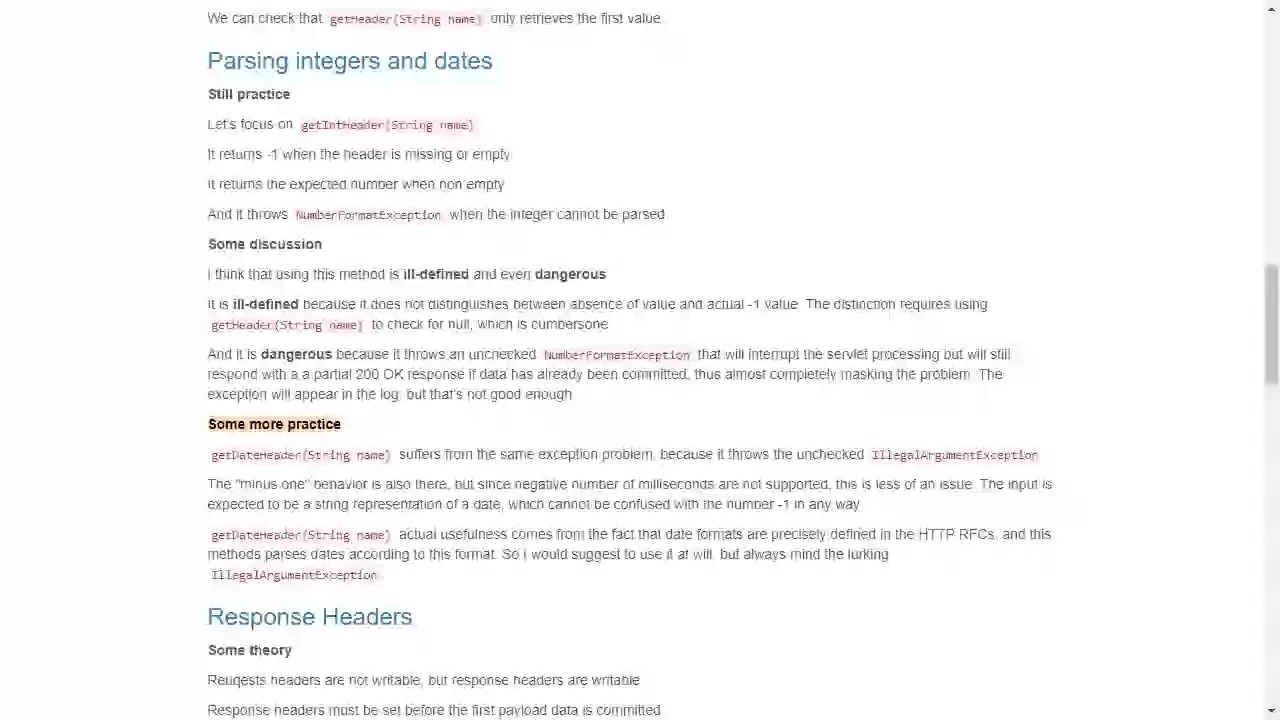 We can check that getHeader(String name) only retrieves the first value
Parsing integers and dates
Still practice
Let's focus on getIntHeader(String name)
It returns -1 when the header is missing or empty
It returns the expected number when non empty
And it throws NumberFormatException when the integer cannot be parsed
Some discussion
I think that using this method is ill-defined and even dangerous
It is ill-defined because it does not distinguishes between absence of value and actual -1 value. The distinction requires using
getHeader(String name) to check for null, which is cumbersone
And it is dangerous because it throws an unchecked NumberFormatException that will interrupt the servlet processing but will still
respond with a a partial 200 OK response if data has already been committed, thus almost completely masking the problem. The
exception will appear in the log, but that's not good enough
Some more practice
getDateHeader(String name) suffers from the same exception problem, because it throws the unchecked IllegalArgumentException
The "minus one" behavior is also there, but since negative number of milliseconds are not supported, this is less of an issue. The input is
expected to be a string representation of a date, which cannot be confused with the number -1 in any way
getDateHeader(String name) actual usefulness comes from the fact that date formats are precisely defined in the HTTP RFCs, and this
methods parses dates according to this format. So I would suggest to use it at will, but always mind the lurking
IllegalArgumentException
Response Headers
Some theory
Reuqests headers are not writable, but response headers are writable
Response headers must be set before the first payload data is committed